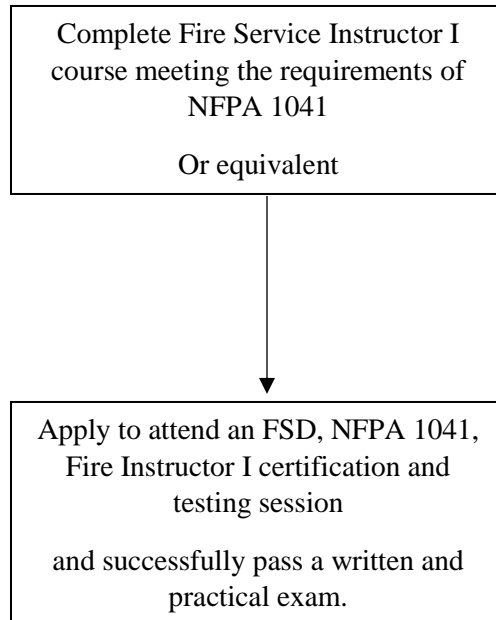 Complete Fire Service Instructor I
course meeting the requirements of
NFPA 1041
Or equivalent
Apply to attend an FSD, NFPA 1041,
Fire Instructor I certification and
testing session
and successfully pass a written and
practical exam.